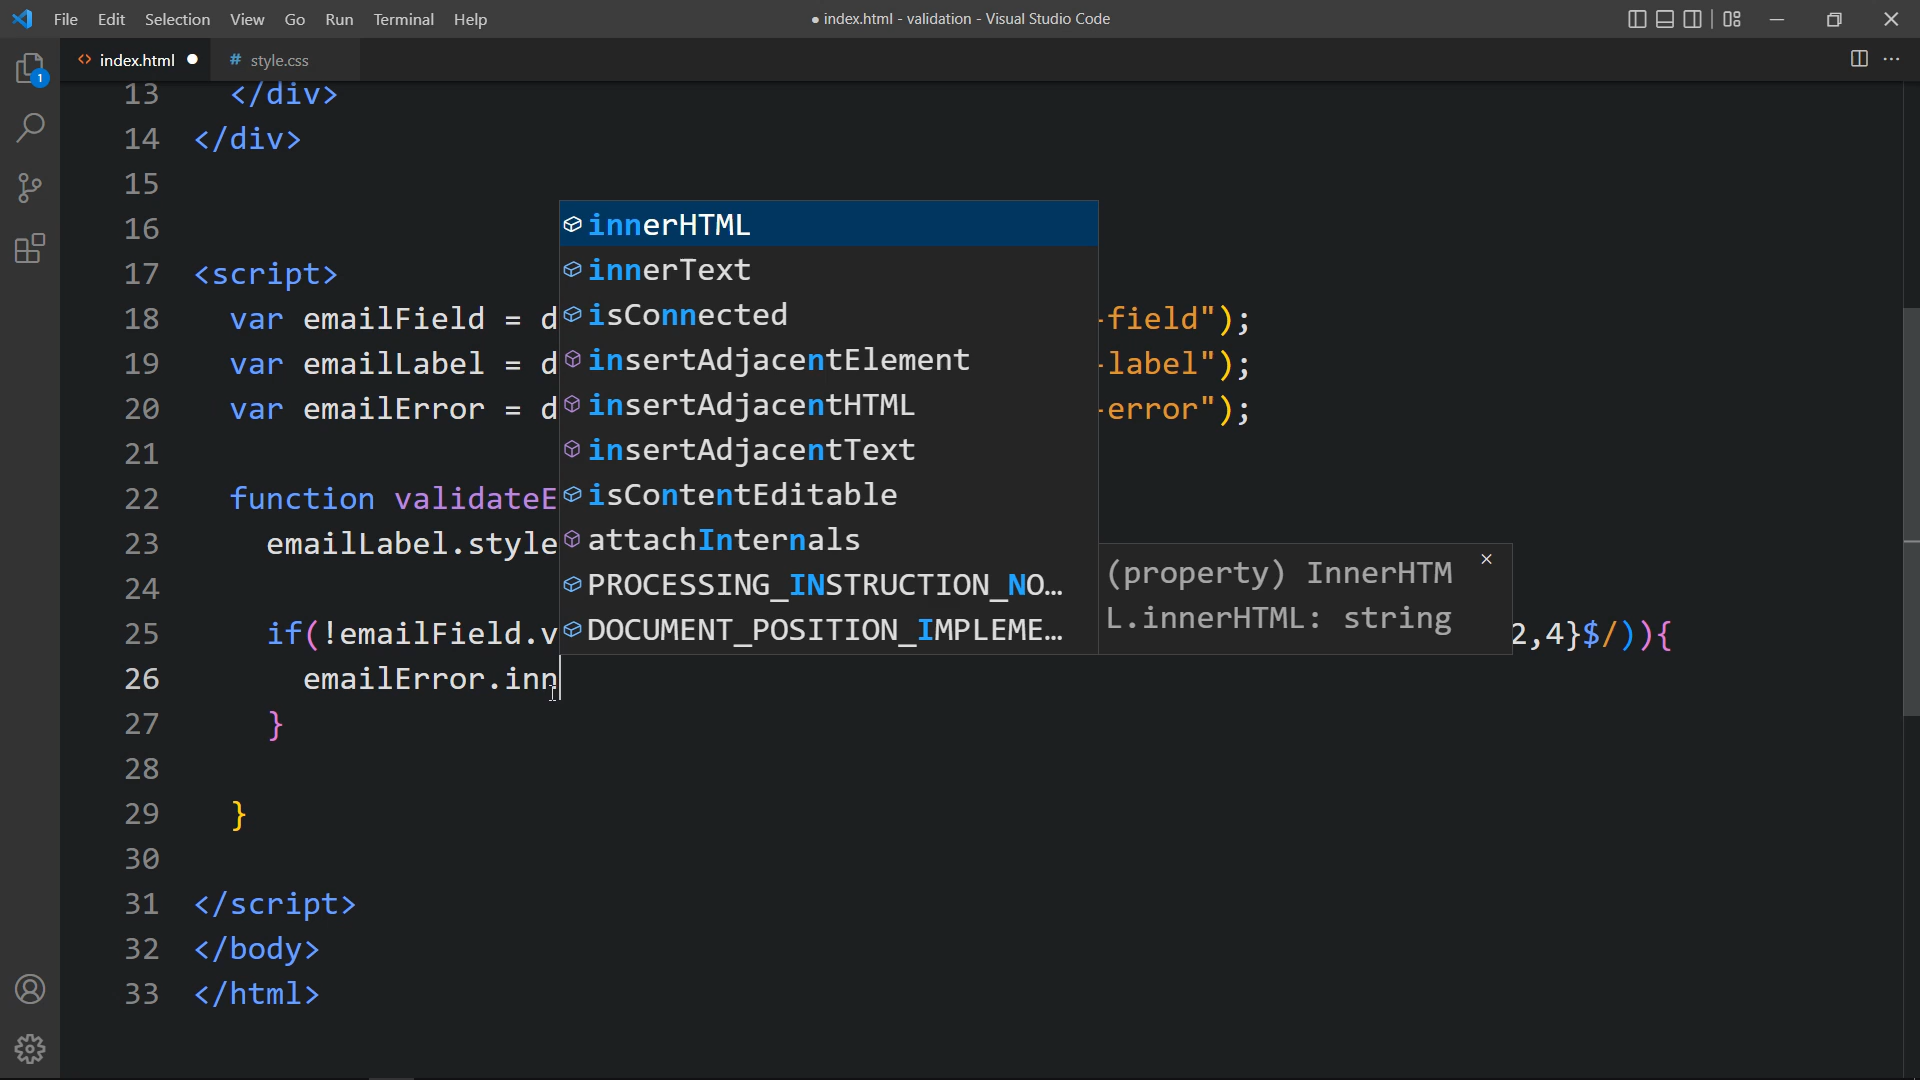 File Edit Selection View Go Run Terminal Help ● index.html - validation - Visual Studio Code
1
<> index.html ● # style.css ...
13 </div>
14 </div>
15
16
17 <script>
18 var emailField = d -field");
19 var emailLabel = d -label");
20 var emailError = d -error");
21
22 function validateE
23 emailLabel.style
24
25 if(!emailField.v 2,4}$/)){
26 emailError.inn
27 }
28
29 }
30
31 </script>
32 </body>
33 </html>
innerHTML
innerText
isConnected
insertAdjacentElement
insertAdjacentHTML
insertAdjacentText
isContentEditable
attachInternals
PROCESSING_INSTRUCTION_NO…
DOCUMENT_POSITION_IMPLEME…
(property) InnerHTM
L.innerHTML: string